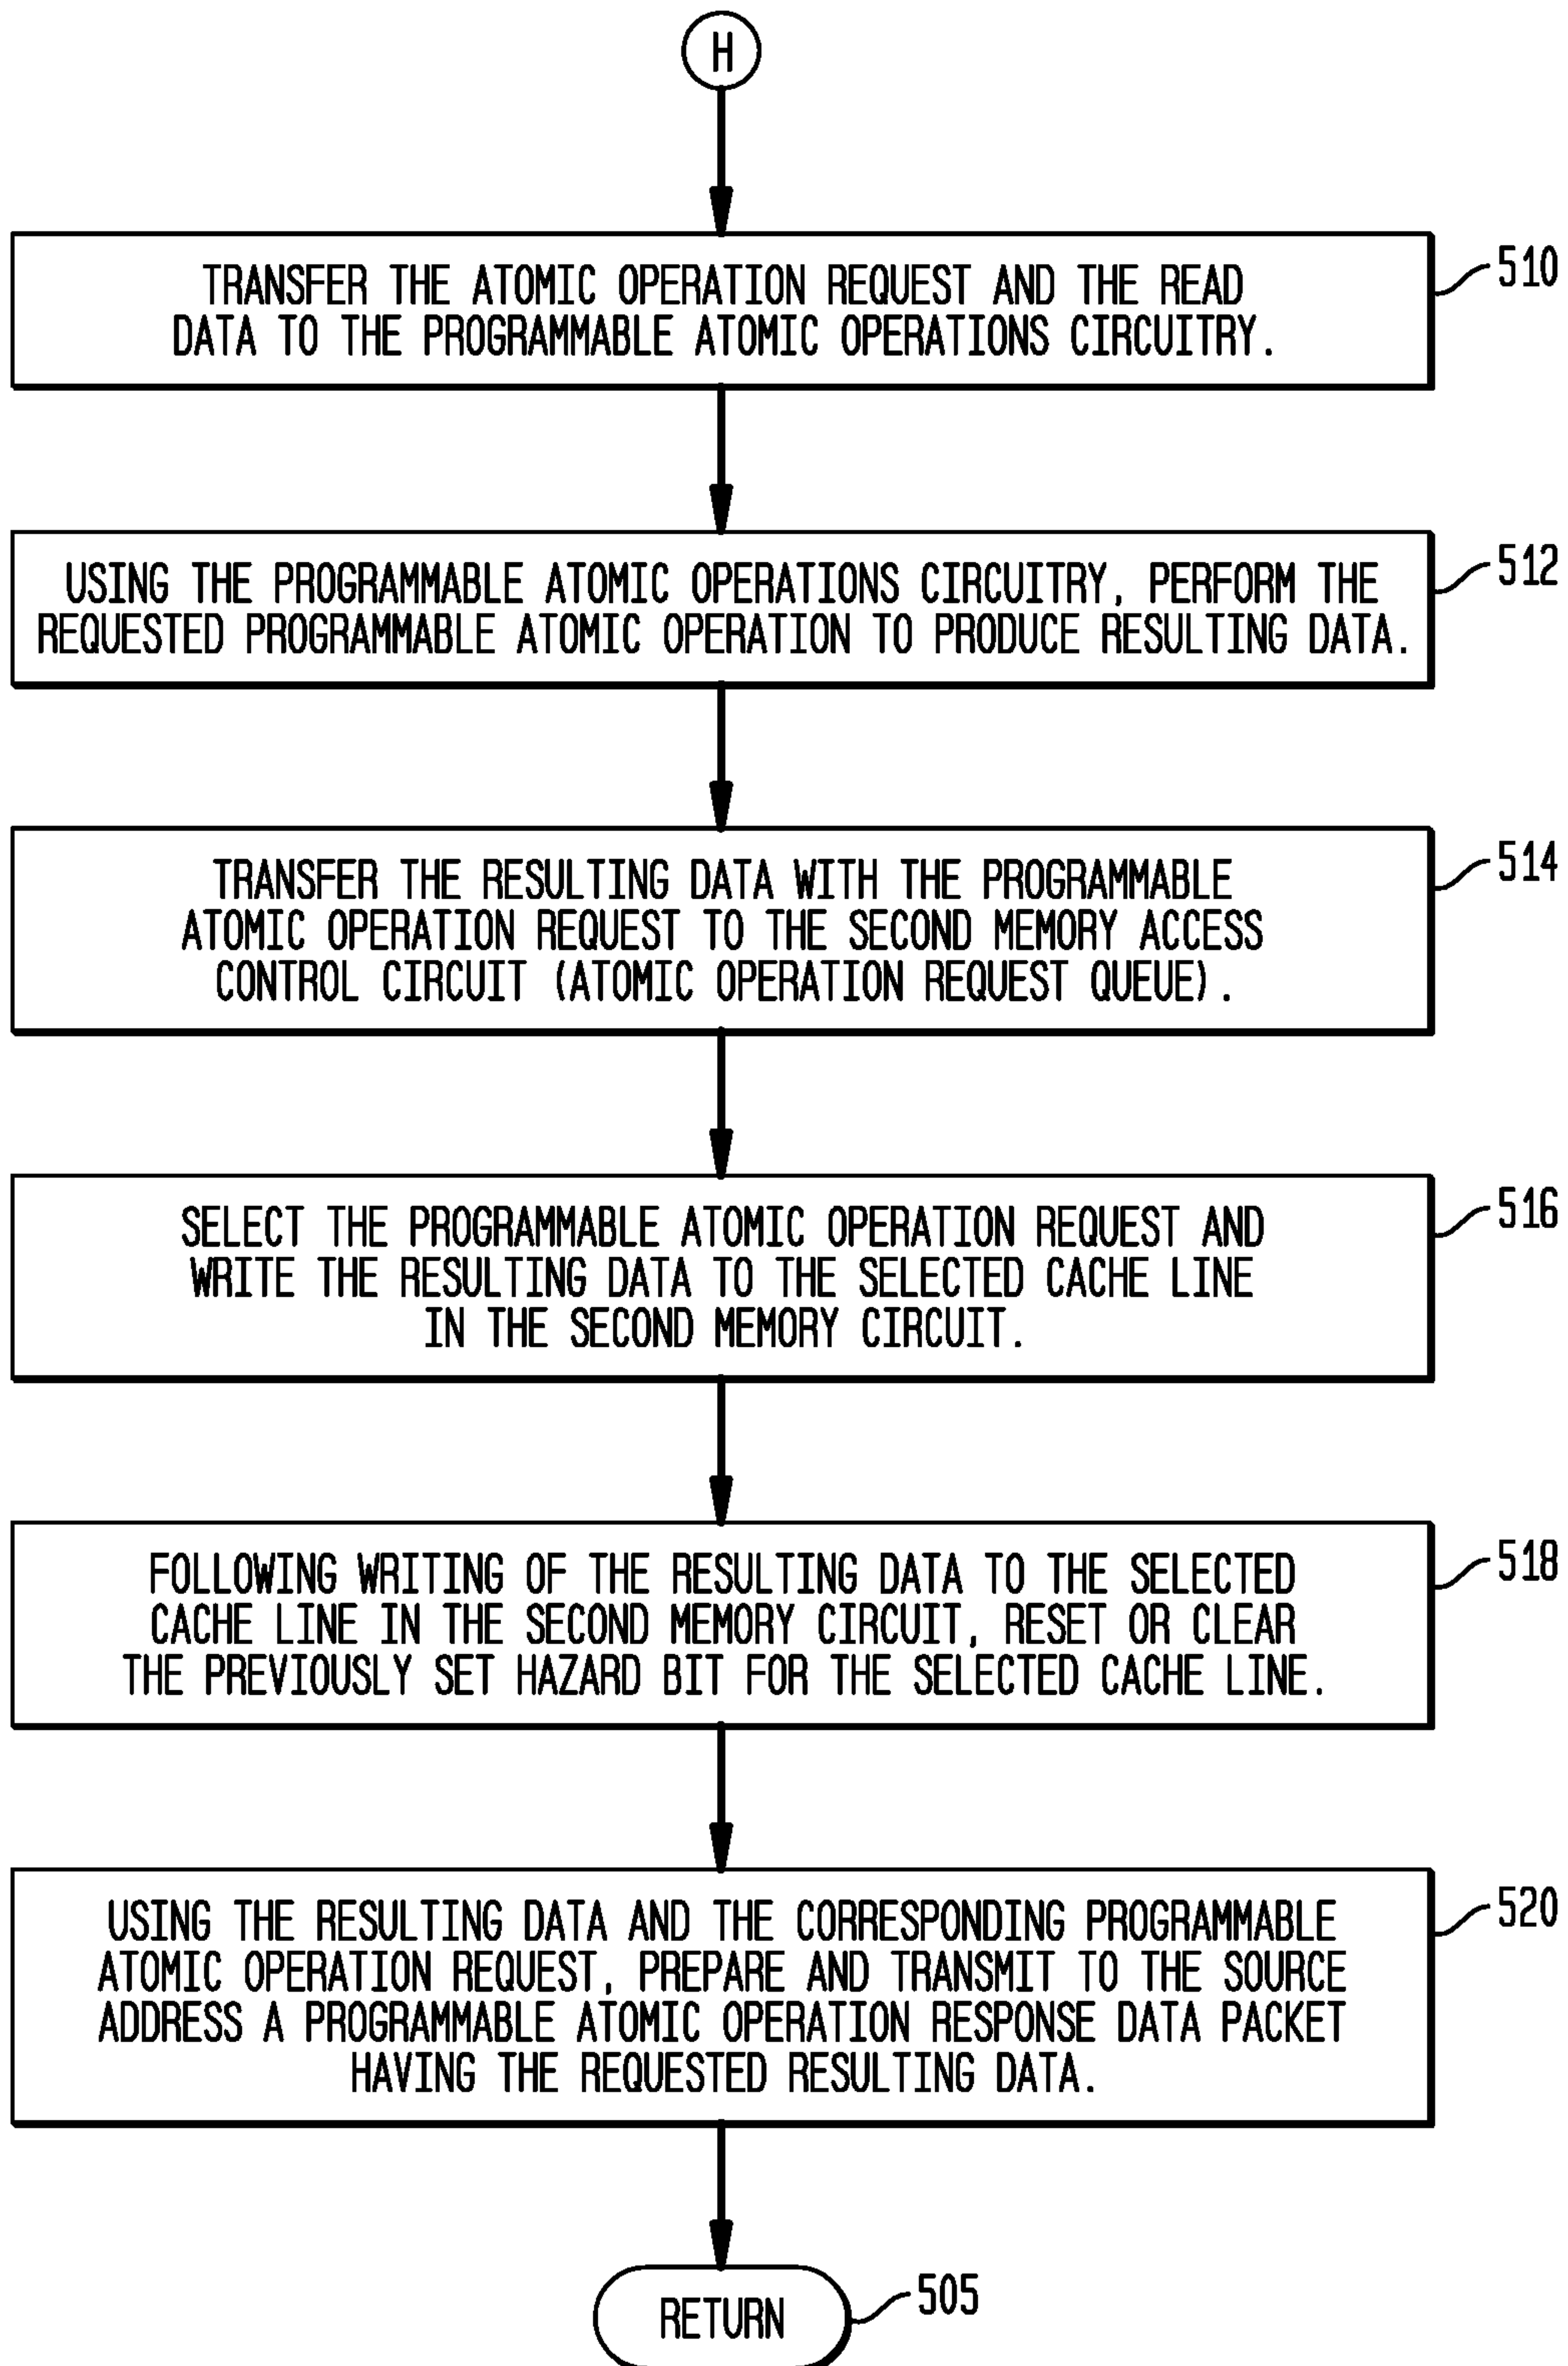 H
TRANSFER THE ATOMIC OPERATION REQUEST AND THE READ
DATA TO THE PROGRAMMABLE ATOMIC OPERATIONS CIRCUITRY.
510
USING THE PROGRAMMABLE ATOMIC OPERATIONS CIRCUITRY, PERFORM THE
REQUESTED PROGRAMMABLE ATOMIC OPERATION TO PRODUCE RESULTING DATA.
512
TRANSFER THE RESULTING DATA WITH THE PROGRAMMABLE
ATOMIC OPERATION REQUEST TO THE SECOND MEMORY ACCESS
CONTROL CIRCUIT (ATOMIC OPERATION REQUEST QUEUE).
514
SELECT THE PROGRAMMABLE ATOMIC OPERATION REQUEST AND
WRITE THE RESULTING DATA TO THE SELECTED CACHE LINE
IN THE SECOND MEMORY CIRCUIT.
516
FOLLOWING WRITING OF THE RESULTING DATA TO THE SELECTED
CACHE LINE IN THE SECOND MEMORY CIRCUIT, RESET OR CLEAR
THE PREVIOUSLY SET HAZARD BIT FOR THE SELECTED CACHE LINE.
518
USING THE RESULTING DATA AND THE CORRESPONDING PROGRAMMABLE
ATOMIC OPERATION REQUEST, PREPARE AND TRANSMIT TO THE SOURCE
ADDRESS A PROGRAMMABLE ATOMIC OPERATION RESPONSE DATA PACKET
HAVING THE REQUESTED RESULTING DATA.
520
RETURN
505